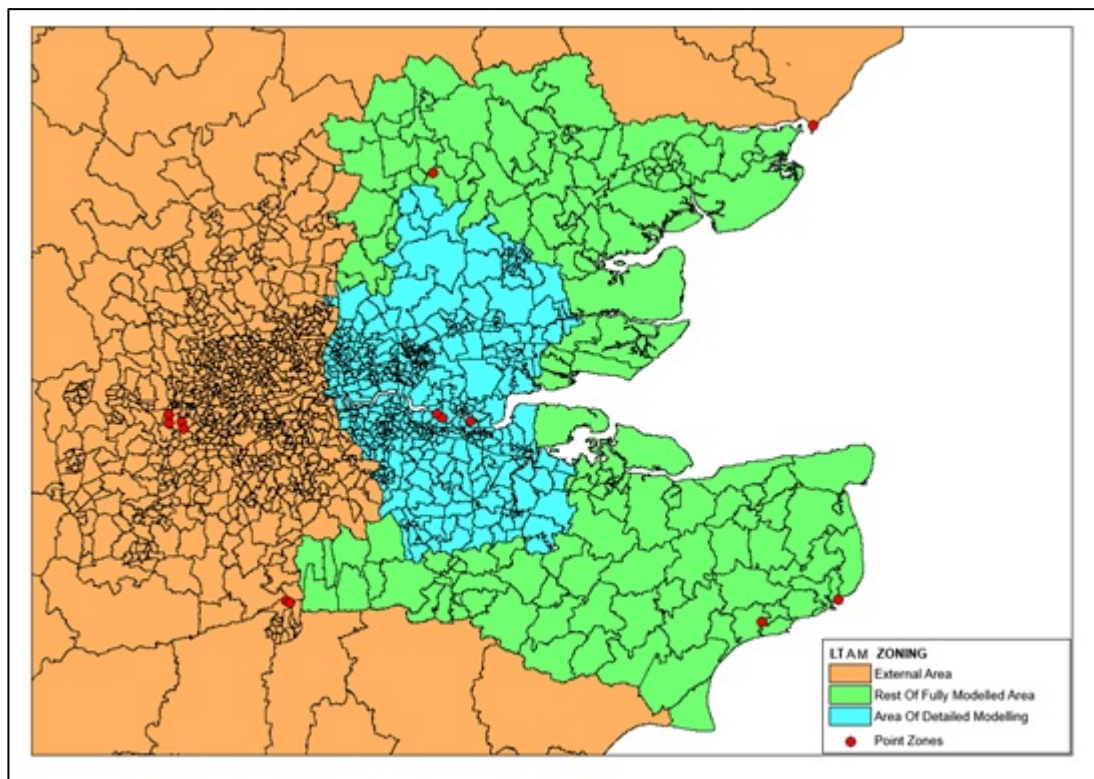 LTAM ZONING
External Area
Rest Of Fully Modelled Area
Area Of Detailed Modelling
Point Zones